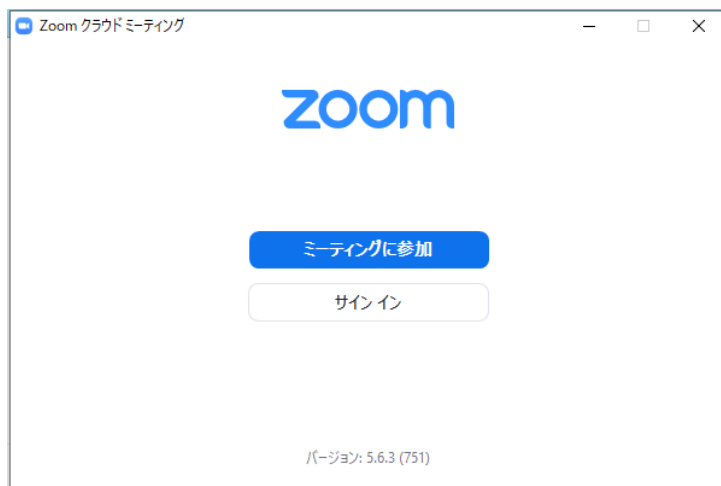 Zoom クラウド ミーティング
zoom
ミーティングに参加
サイン イン
バージョン: 5.6.3 (751)